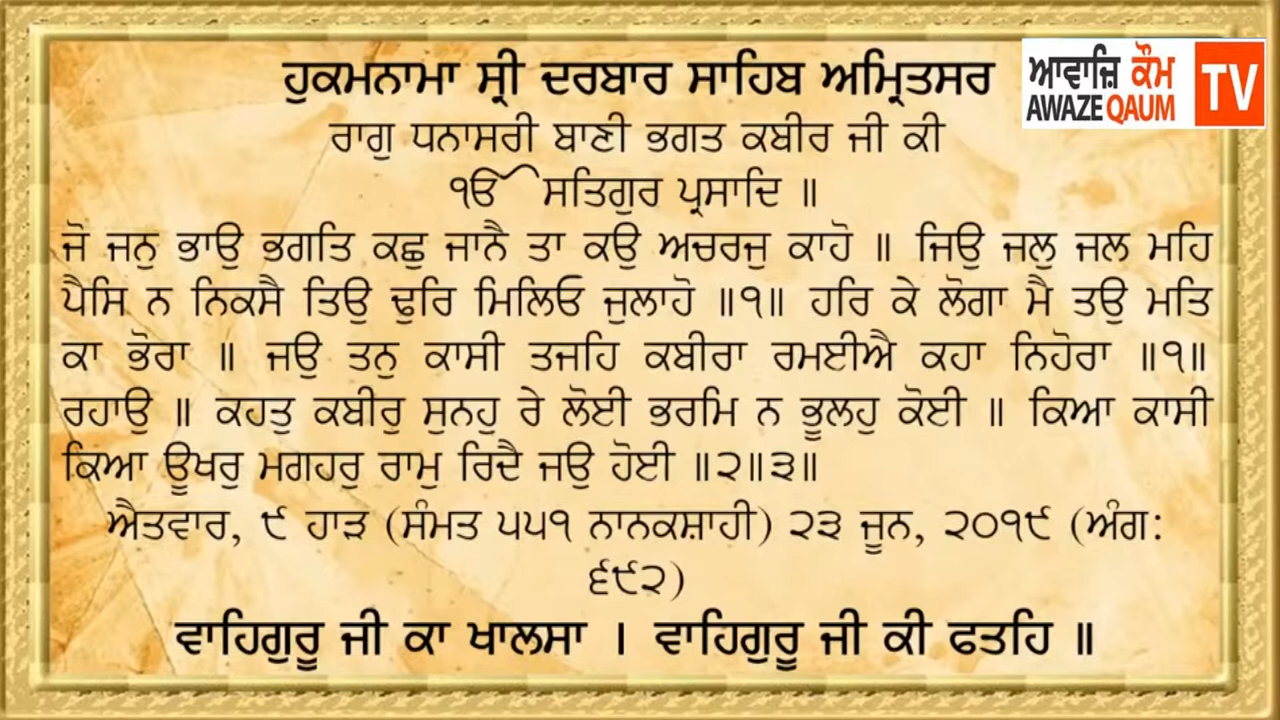 ਹੁਕਮਨਾਮਾ ਸ੍ਰੀ ਦਰਬਾਰ ਸਾਹਿਬ ਅਮ੍ਰਿਤਸਰ
ਆਵਾਜ਼ਿ ਕੌਮ
AWAZE QAUM
TV
ਰਾਗੁ ਧਨਾਸਰੀ ਬਾਣੀ ਭਗਤ ਕਬੀਰ ਜੀ ਕੀ
ੴ ਸਤਿਗੁਰ ਪ੍ਰਸਾਦਿ ॥
ਜੋ ਜਨੁ ਭਾਉ ਭਗਤਿ ਕਛੁ ਜਾਨੈ ਤਾ ਕਉ ਅਚਰਜੁ ਕਾਹੋ ॥ ਜਿਉ ਜਲੁ ਜਲ ਮਹਿ
ਪੈਸਿ ਨ ਨਿਕਸੈ ਤਿਉ ਢੁਰਿ ਮਿਲਿਓ ਜੁਲਾਹੋ ॥੧॥ ਹਰਿ ਕੇ ਲੋਗਾ ਮੈ ਤਉ ਮਤਿ
ਕਾ ਭੋਰਾ ॥ ਜਉ ਤਨੁ ਕਾਸੀ ਤਜਹਿ ਕਬੀਰਾ ਰਮਈਐ ਕਹਾ ਨਿਹੋਰਾ ॥੧॥
ਰਹਾਉ ॥ ਕਹਤੁ ਕਬੀਰੁ ਸੁਨਹੁ ਰੇ ਲੋਈ ਭਰਮਿ ਨ ਭੂਲਹੁ ਕੋਈ ॥ ਕਿਆ ਕਾਸੀ
ਕਿਆ ਊਖਰੁ ਮਗਹਰੁ ਰਾਮੁ ਰਿਦੈ ਜਉ ਹੋਈ ॥੨॥੩॥
ਐਤਵਾਰ, ੯ ਹਾੜ (ਸੰਮਤ ੫੫੧ ਨਾਨਕਸ਼ਾਹੀ) ੨੩ ਜੂਨ, ੨੦੧੯ (ਅੰਗ:
੬੯੨)
ਵਾਹਿਗੁਰੂ ਜੀ ਕਾ ਖਾਲਸਾ । ਵਾਹਿਗੁਰੂ ਜੀ ਕੀ ਫਤਹਿ ॥